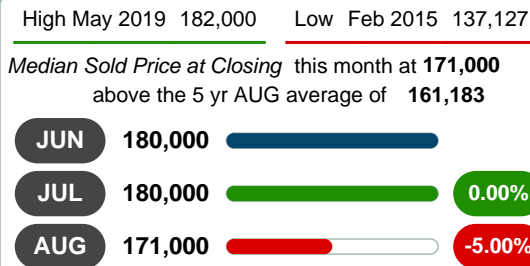 High May 2019 182,000 Low Feb 2015 137,127
Median Sold Price at Closing this month at 171,000
above the 5 yr AUG average of 161,183
JUN 180,000
JUL 180,000 0.00%
AUG 171,000 -5.00%